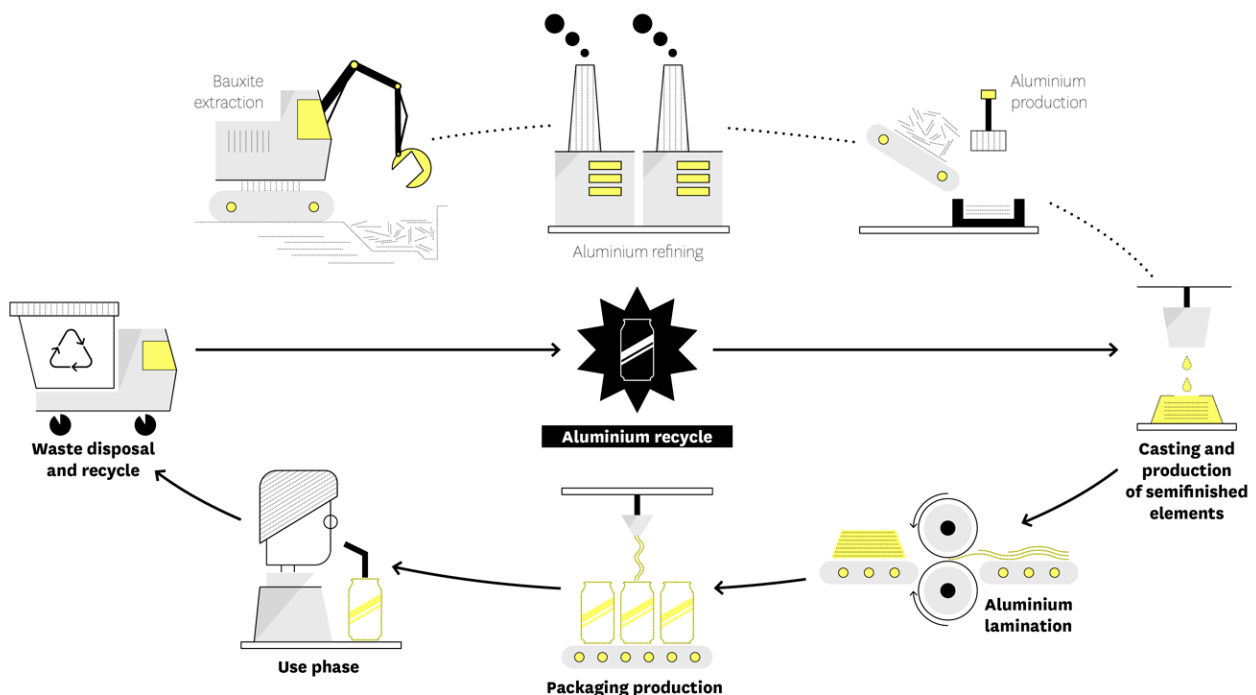 Bauxite
extraction
Aluminium
production
Aluminium refining
Aluminium recycle
Waste disposal
and recycle
Casting and
production
of semifinished
elements
Aluminium
lamination
Use phase
Packaging production